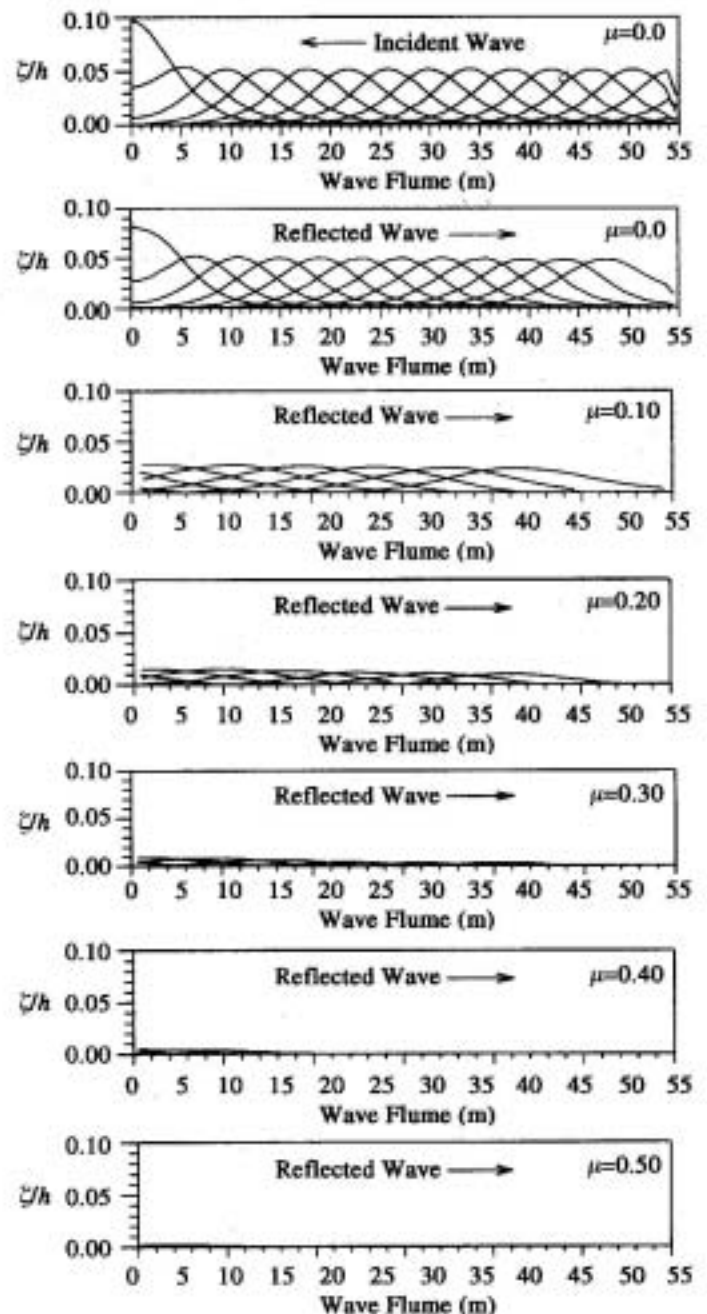 0.10
← Incident Wave μ=0.0
ζ/h 0.05
0.00
0 5 10 15 20 25 30 35 40 45 50 55
Wave Flume (m)
0.10
Reflected Wave → μ=0.0
ζ/h 0.05
0.00
0 5 10 15 20 25 30 35 40 45 50 55
Wave Flume (m)
0.10
Reflected Wave → μ=0.10
ζ/h 0.05
0.00
0 5 10 15 20 25 30 35 40 45 50 55
Wave Flume (m)
0.10
Reflected Wave → μ=0.20
ζ/h 0.05
0.00
0 5 10 15 20 25 30 35 40 45 50 55
Wave Flume (m)
0.10
Reflected Wave → μ=0.30
ζ/h 0.05
0.00
0 5 10 15 20 25 30 35 40 45 50 55
Wave Flume (m)
0.10
Reflected Wave → μ=0.40
ζ/h 0.05
0.00
0 5 10 15 20 25 30 35 40 45 50 55
Wave Flume (m)
0.10
Reflected Wave → μ=0.50
ζ/h 0.05
0.00
0 5 10 15 20 25 30 35 40 45 50 55
Wave Flume (m)